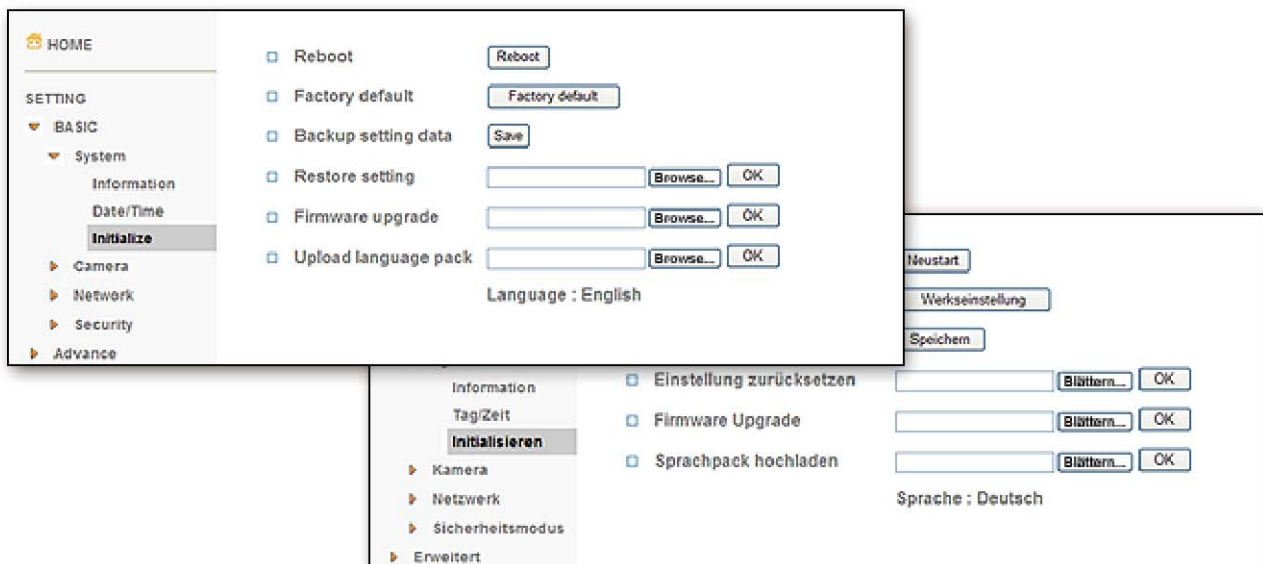 HOME
SETTING
BASIC
System
Information
Date/Time
Initialize
Camera
Network
Security
Advance
Reboot Reboot
Factory default Factory default
Backup setting data Save
Restore setting Browse... OK
Firmware upgrade Browse... OK
Upload language pack Browse... OK
Language : English
Information
Tag/Zeit
Initialisieren
Kamera
Netzwerk
Sicherheitsmodus
Erweitert
Neustart
Werkseinstellung
Speichern
Einstellung zurücksetzen Blättern... OK
Firmware Upgrade Blättern... OK
Sprachpack hochladen Blättern... OK
Sprache : Deutsch